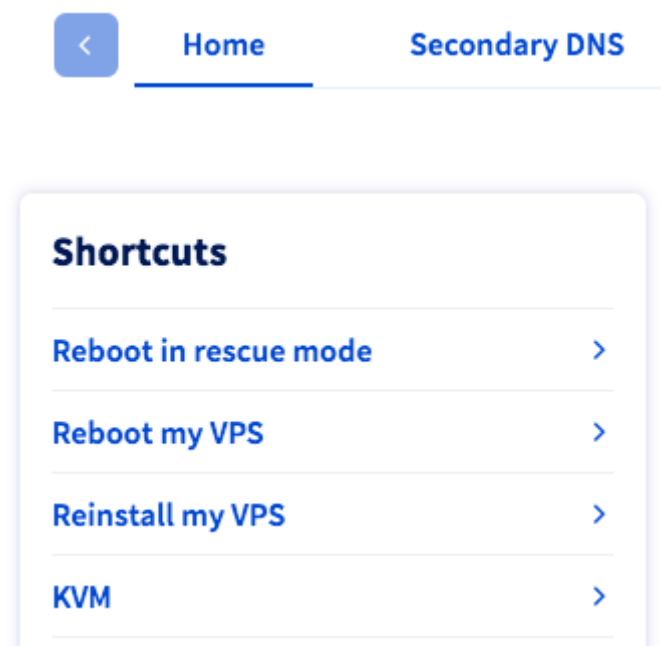 Home
Secondary DNS
Shortcuts
Reboot in rescue mode
Reboot my VPS
Reinstall my VPS
KVM